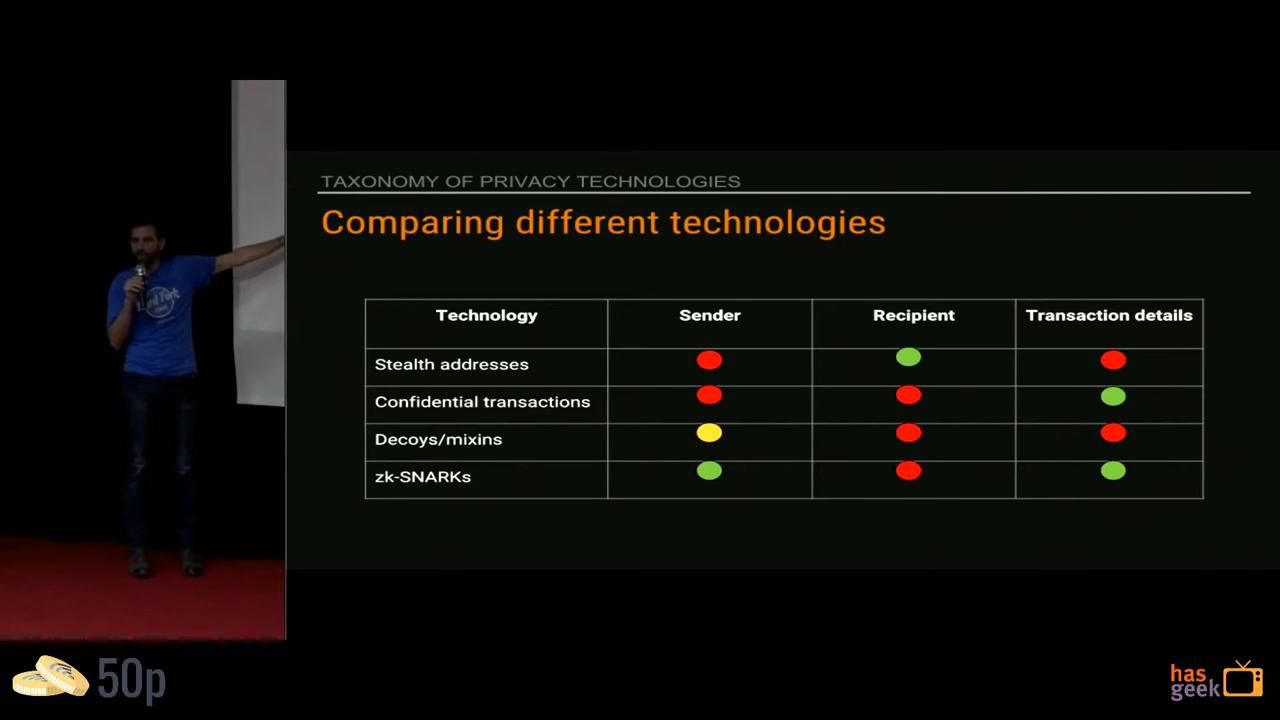 TAXONOMY OF PRIVACY TECHNOLOGIES
Comparing different technologies
Technology Sender Recipient Transaction details
Stealth addresses
Confidential transactions
Decoys/mixins
zk-SNARKs
50p
has
geek